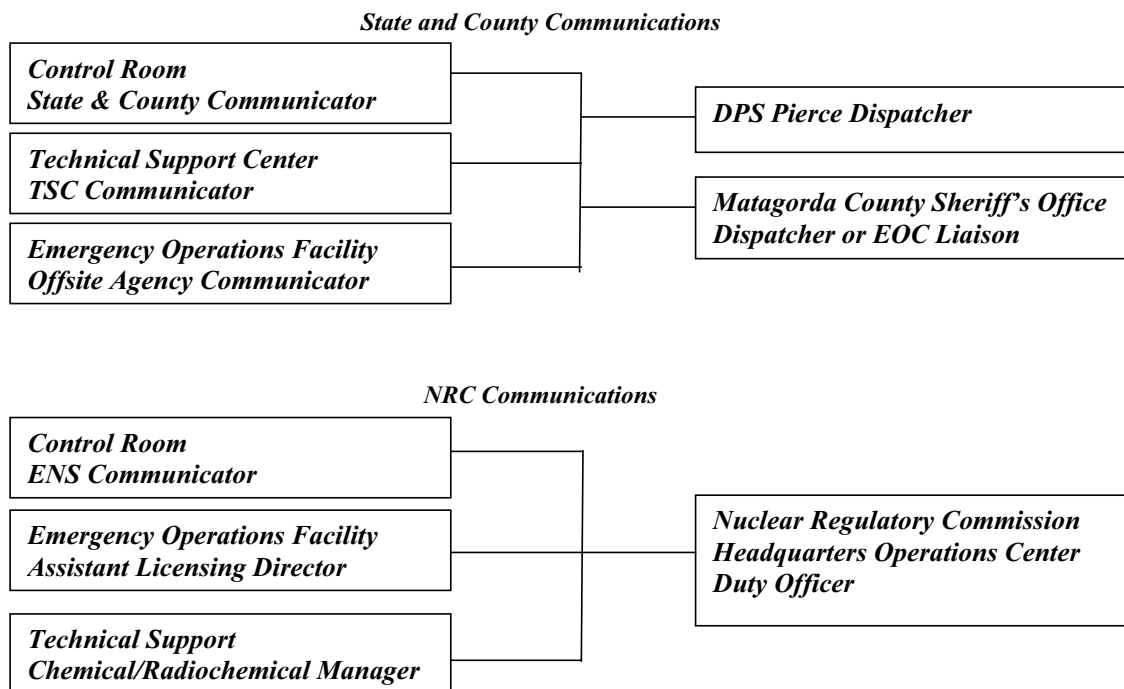 State and County Communications
Control Room
State & County Communicator
DPS Pierce Dispatcher
Technical Support Center
TSC Communicator
Matagorda County Sheriff’s Office
Dispatcher or EOC Liaison
Emergency Operations Facility
Offsite Agency Communicator
NRC Communications
Control Room
ENS Communicator
Emergency Operations Facility
Assistant Licensing Director
Nuclear Regulatory Commission
Headquarters Operations Center
Duty Officer
Technical Support
Chemical/Radiochemical Manager